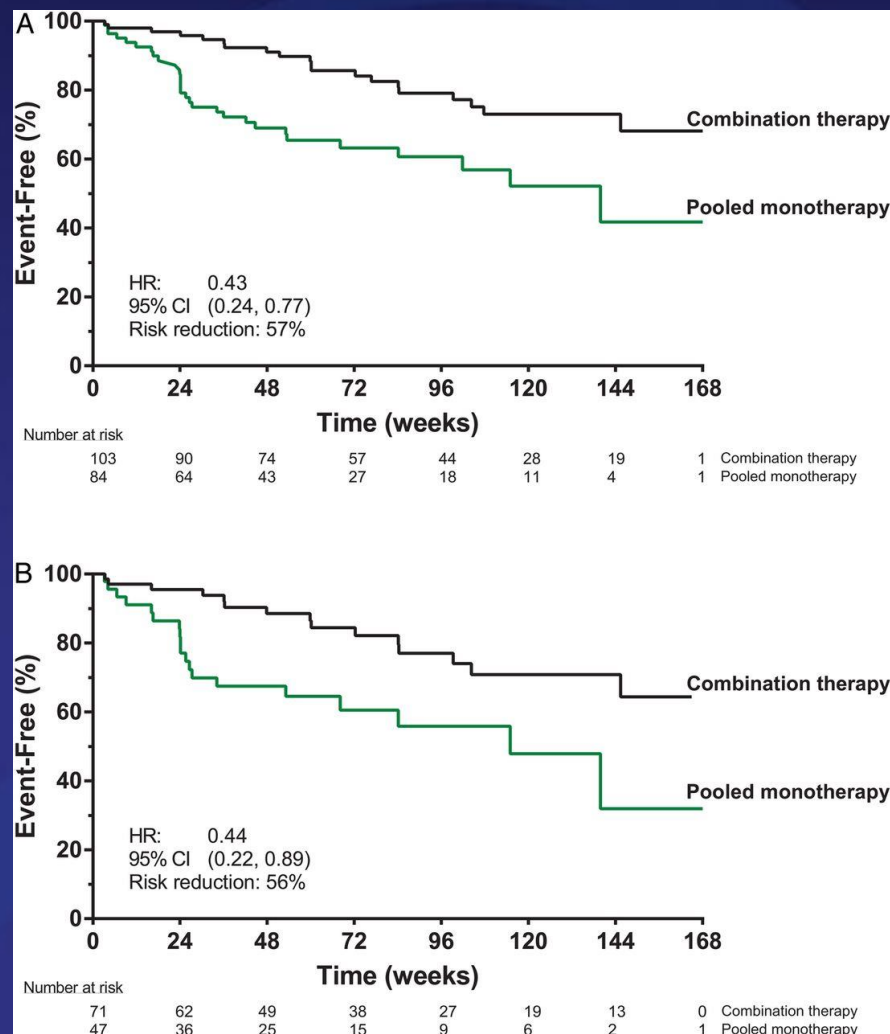 A
Event-Free (%)
100
80
60
40
20
0
Combination therapy
Pooled monotherapy
HR: 0.43
95% CI (0.24, 0.77)
Risk reduction: 57%
0 24 48 72 96 120 144 168
Time (weeks)
Number at risk
103 90 74 57 44 28 19 1 Combination therapy
84 64 43 27 18 11 4 1 Pooled monotherapy
B
Event-Free (%)
100
80
60
40
20
0
Combination therapy
Pooled monotherapy
HR: 0.44
95% CI (0.22, 0.89)
Risk reduction: 56%
0 24 48 72 96 120 144 168
Time (weeks)
Number at risk
71 62 49 38 27 19 13 0 Combination therapy
47 36 25 15 9 6 2 1 Pooled monotherapy